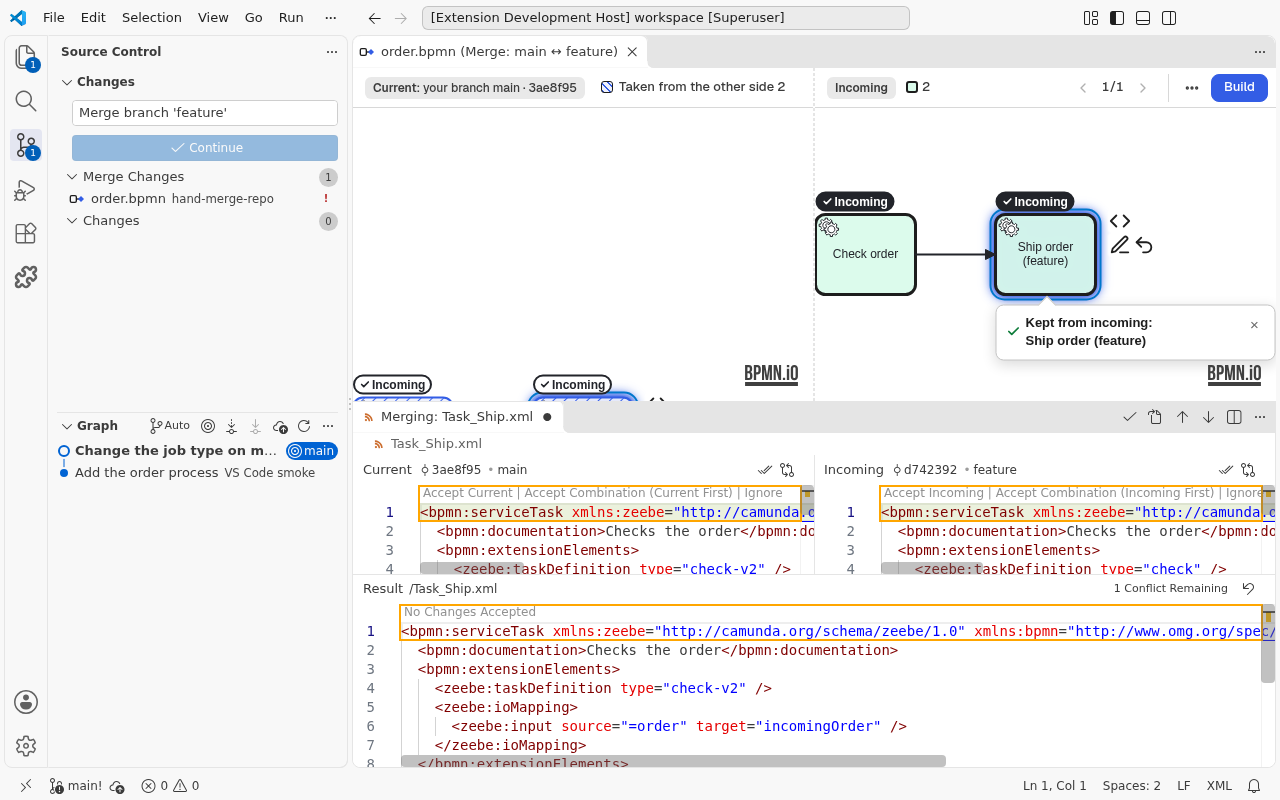 File Edit Selection View Go Run ···
[Extension Development Host] workspace [Superuser]
Source Control
Changes
Merge branch 'feature'
Continue
Merge Changes 1
order.bpmn hand-merge-repo !
Changes 0
Graph Auto
Change the job type on m... main
Add the order process VS Code smoke
order.bpmn (Merge: main ↔ feature)
Current: your branch main · 3ae8f95 Taken from the other side 2
Incoming 2 1/1 Build
Incoming
Check order
Incoming
Ship order
(feature)
Kept from incoming:
Ship order (feature)
BPMN.iO
BPMN.iO
Incoming
Incoming
Merging: Task_Ship.xml
Task_Ship.xml
Current 3ae8f95 • main
Accept Current | Accept Combination (Current First) | Ignore
1 <bpmn:serviceTask xmlns:zeebe="http://camunda.o
2 <bpmn:documentation>Checks the order</bpmn:do
3 <bpmn:extensionElements>
4 <zeebe:taskDefinition type="check-v2" />
Incoming d742392 • feature
Accept Incoming | Accept Combination (Incoming First) | Ignore
1 <bpmn:serviceTask xmlns:zeebe="http://camunda.o
2 <bpmn:documentation>Checks the order</bpmn:do
3 <bpmn:extensionElements>
4 <zeebe:taskDefinition type="check" />
Result /Task_Ship.xml 1 Conflict Remaining
No Changes Accepted
1 <bpmn:serviceTask xmlns:zeebe="http://camunda.org/schema/zeebe/1.0" xmlns:bpmn="http://www.omg.org/spec/
2 <bpmn:documentation>Checks the order</bpmn:documentation>
3 <bpmn:extensionElements>
4 <zeebe:taskDefinition type="check-v2" />
5 <zeebe:ioMapping>
6 <zeebe:input source="=order" target="incomingOrder" />
7 </zeebe:ioMapping>
8 </bpmn:extensionElements>
1
1
main! 0 0 Ln 1, Col 1 Spaces: 2 LF XML